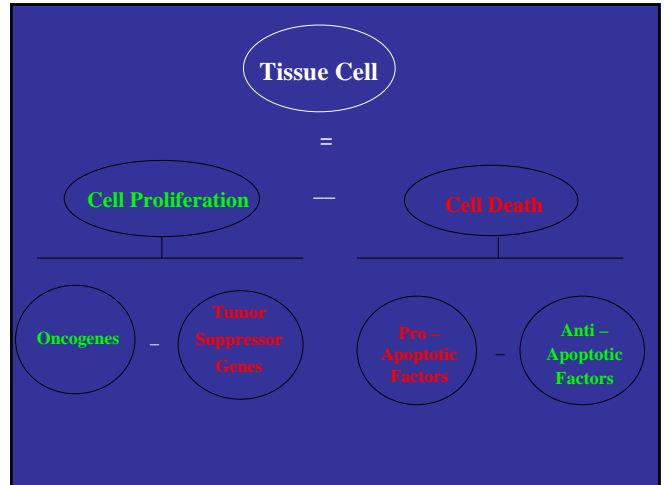 Tissue Cell
=
Cell Proliferation
—
Cell Death
Oncogenes
–
Tumor
Suppressor
Genes
Pro –
Apoptotic
Factors
–
Anti –
Apoptotic
Factors